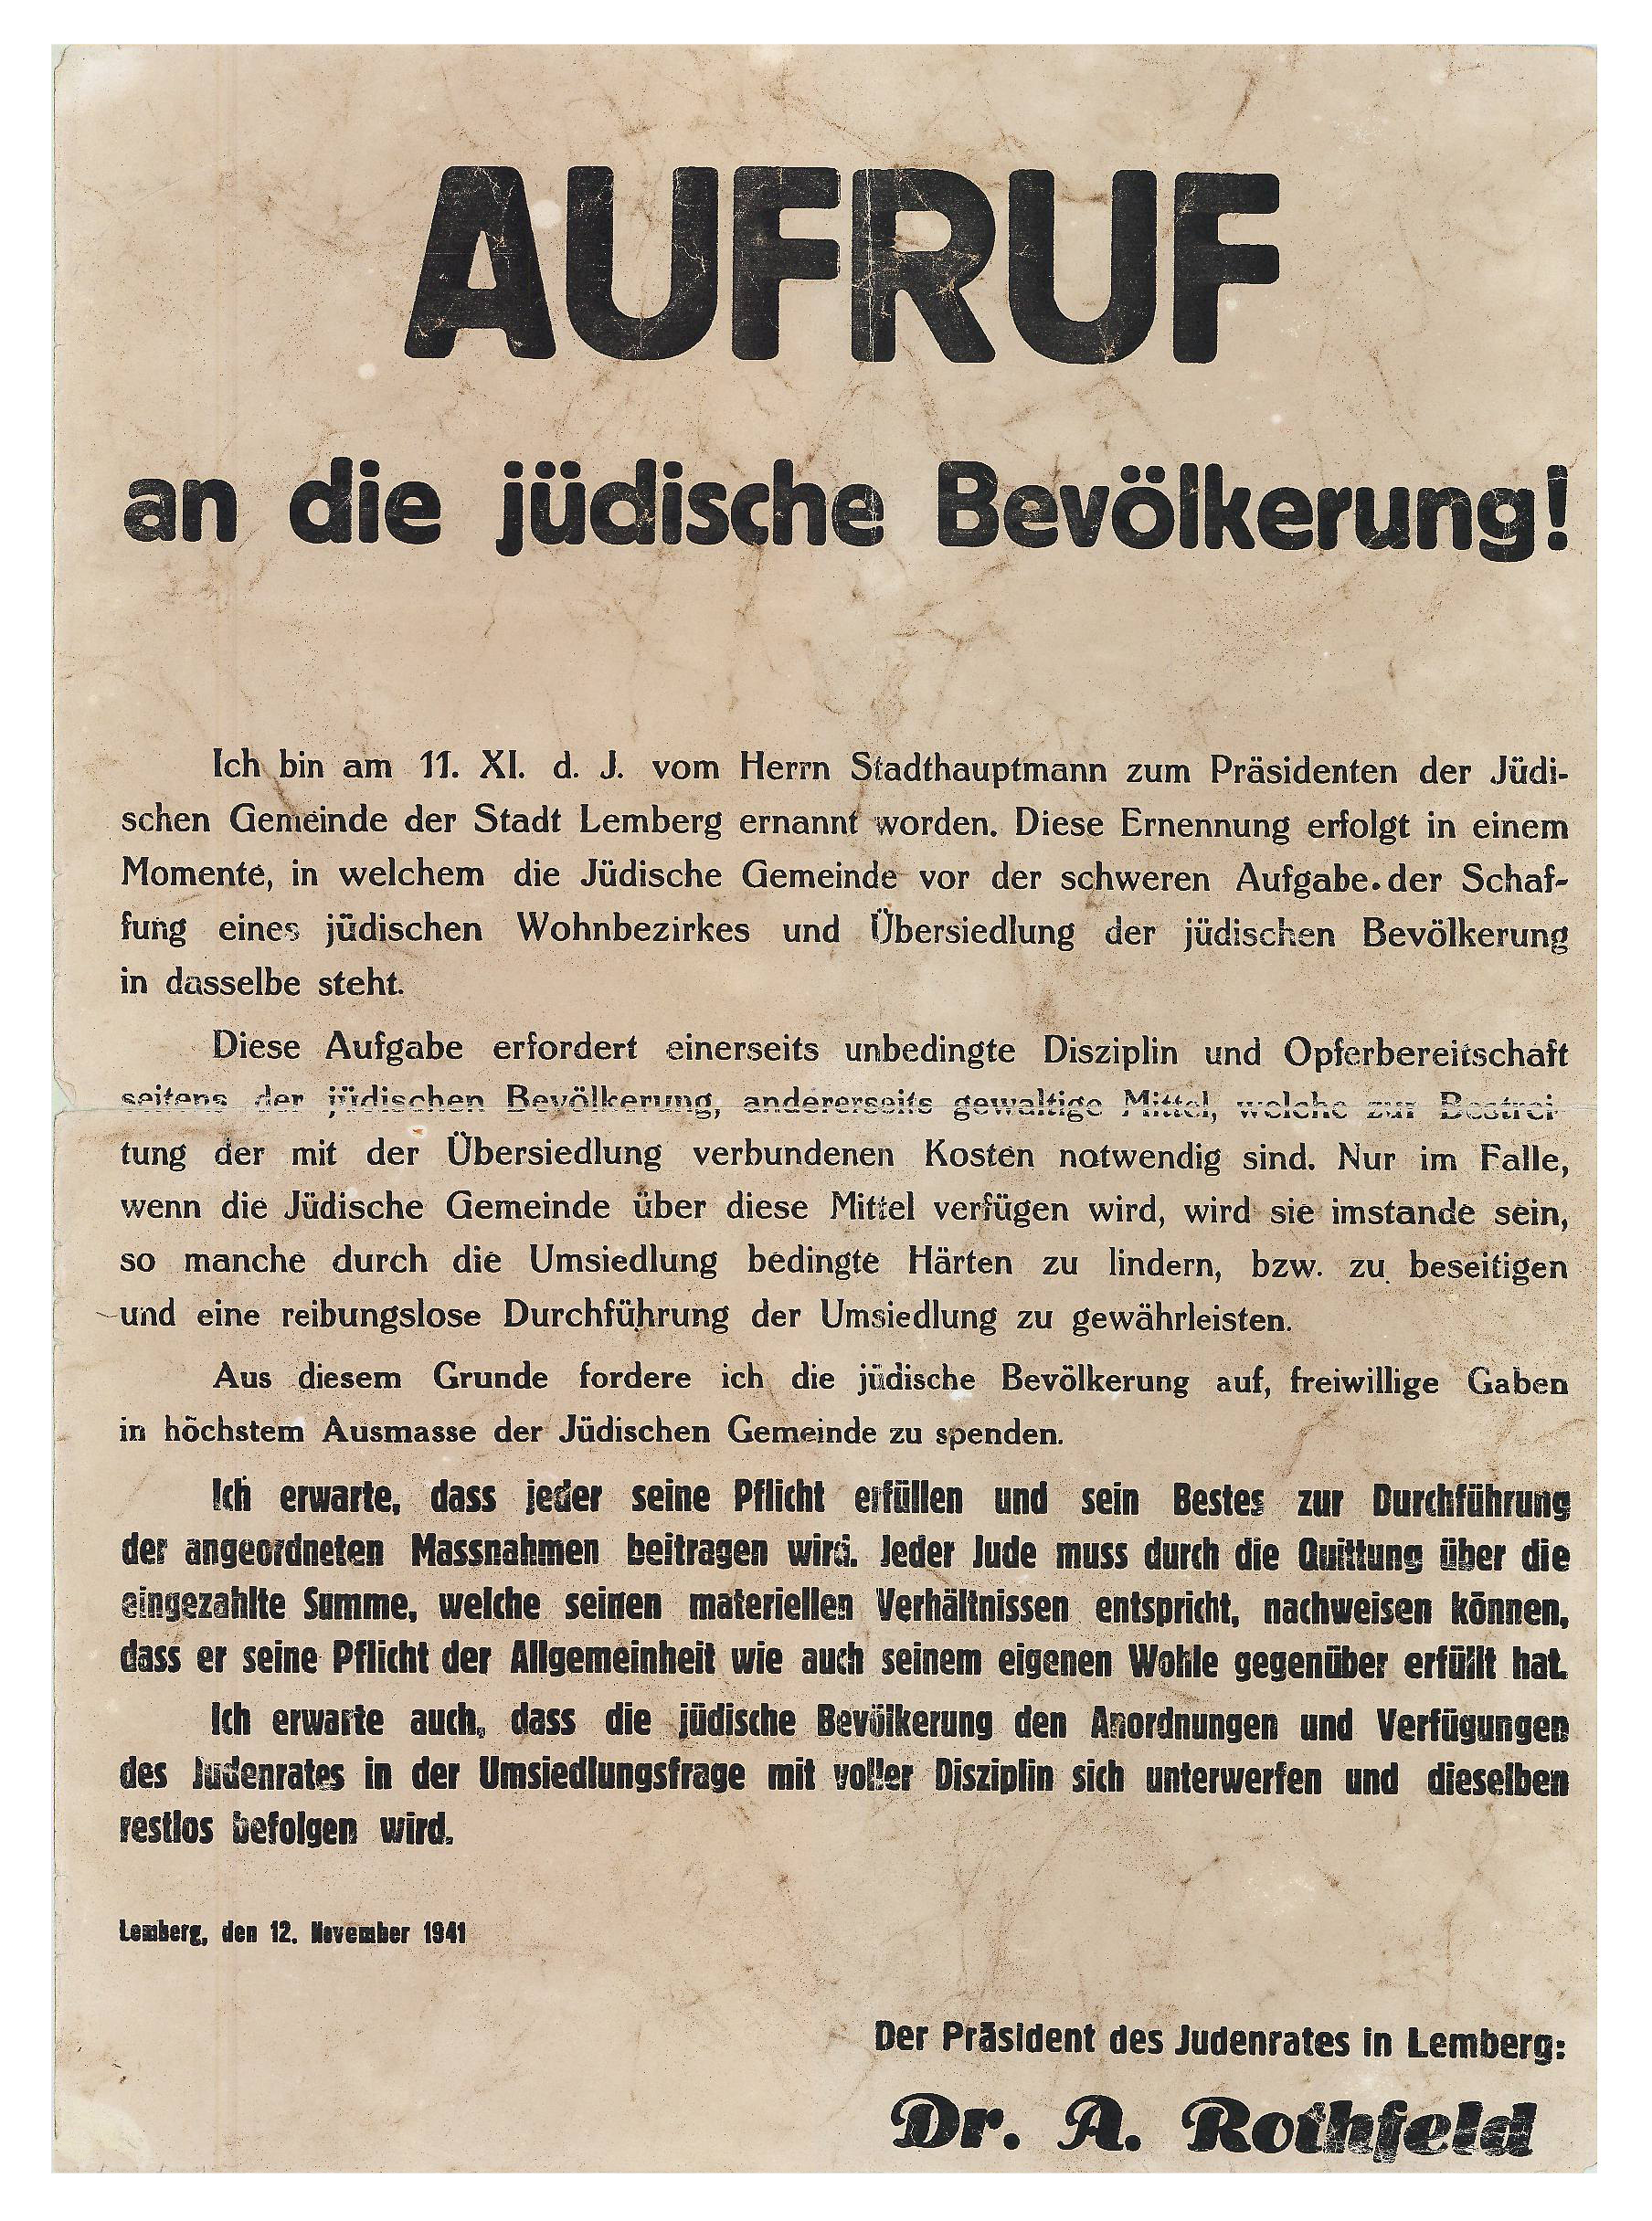 AUFRUF
an die jüdische Bevölkerung!
Ich bin am 11. XI. d. J. vom Herrn Stadthauptmann zum Präsidenten der Jüdi-
schen Gemeinde der Stadt Lemberg ernannt worden. Diese Ernennung erfolgt in einem
Momente, in welchem die Jüdische Gemeinde vor der schweren Aufgabe. der Schaf-
fung eines jüdischen Wohnbezirkes und Übersiedlung der jüdischen Bevölkerung
in dasselbe steht.
Diese Aufgabe erfordert einerseits unbedingte Disziplin und Opferbereitschaft
seitens der jüdischen Bevölkerung, andererseits gewaltige Mittel, welche zur Bestrei-
tung der mit der Übersiedlung verbundenen Kosten notwendig sind. Nur im Falle,
wenn die Jüdische Gemeinde über diese Mittel verfügen wird, wird sie imstande sein,
so manche durch die Umsiedlung bedingte Härten zu lindern, bzw. zu beseitigen
und eine reibungslose Durchführung der Umsiedlung zu gewährleisten.
Aus diesem Grunde fordere ich die jüdische Bevölkerung auf, freiwillige Gaben
in höchstem Ausmasse der Jüdischen Gemeinde zu spenden.
Ich erwarte, dass jeder seine Pflicht erfüllen und sein Bestes zur Durchführung
der angeordneten Massnahmen beitragen wird. Jeder Jude muss durch die Quittung über die
eingezahlte Summe, welche seinen materiellen Verhältnissen entspricht, nachweisen können,
dass er seine Pflicht der Allgemeinheit wie auch seinem eigenen Wohle gegenüber erfüllt hat.
Ich erwarte auch, dass die jüdische Bevölkerung den Anordnungen und Verfügungen
des Judenrates in der Umsiedlungsfrage mit voller Disziplin sich unterwerfen und dieselben
restlos befolgen wird.
Lemberg, den 12. November 1941
Der Präsident des Judenrates in Lemberg:
Dr. A. Rothfeld